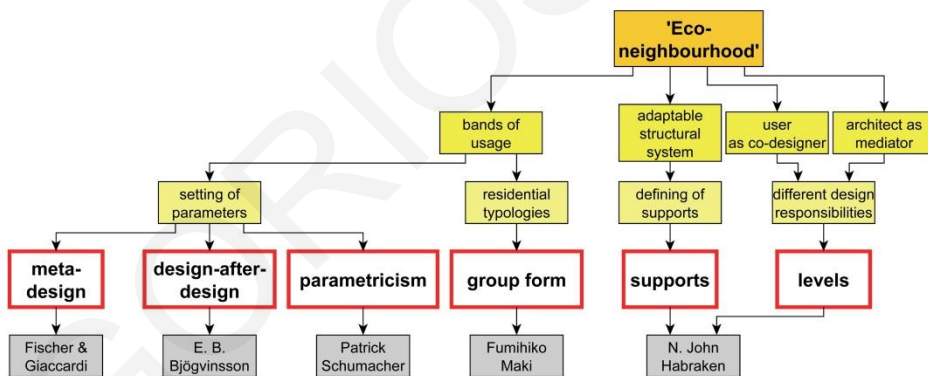 'Eco-
neighbourhood'
bands of
usage
adaptable
structural
system
user
as co-designer
architect as
mediator
setting of
parameters
residential
typologies
defining of
supports
different design
responsibilities
meta-
design
design-after-
design
parametricism
group form
supports
levels
Fischer &
Giaccardi
E. B.
Bjögvinsson
Patrick
Schumacher
Fumihiko
Maki
N. John
Habraken